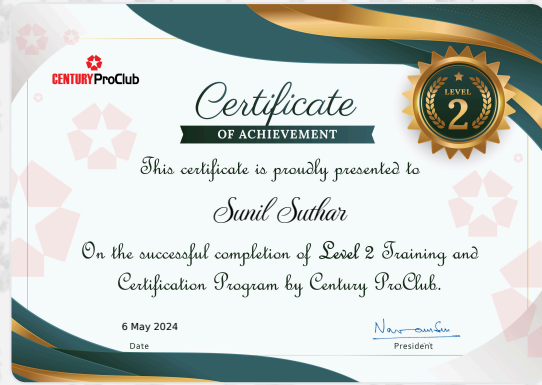 CENTURY ProClub
Certificate
OF ACHIEVEMENT
LEVEL
2
This certificate is proudly presented to
Sunil Suthar
On the successful completion of Level 2 Training and
Certification Program by Century ProClub.
6 May 2024
Date
President